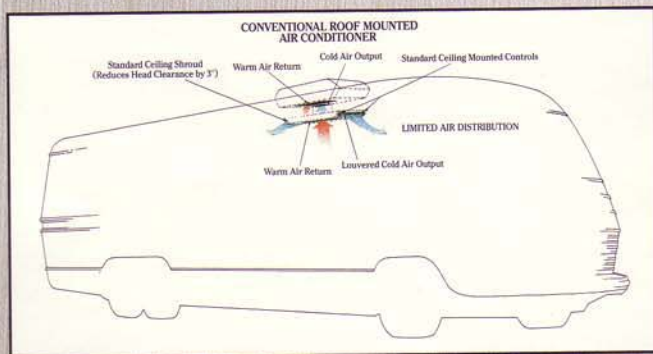 CONVENTIONAL ROOF MOUNTED
AIR CONDITIONER
Standard Ceiling Shroud
(Reduces Head Clearance by 3")
Warm Air Return
Cold Air Output
Standard Ceiling Mounted Controls
LIMITED AIR DISTRIBUTION
Warm Air Return
Louvered Cold Air Output